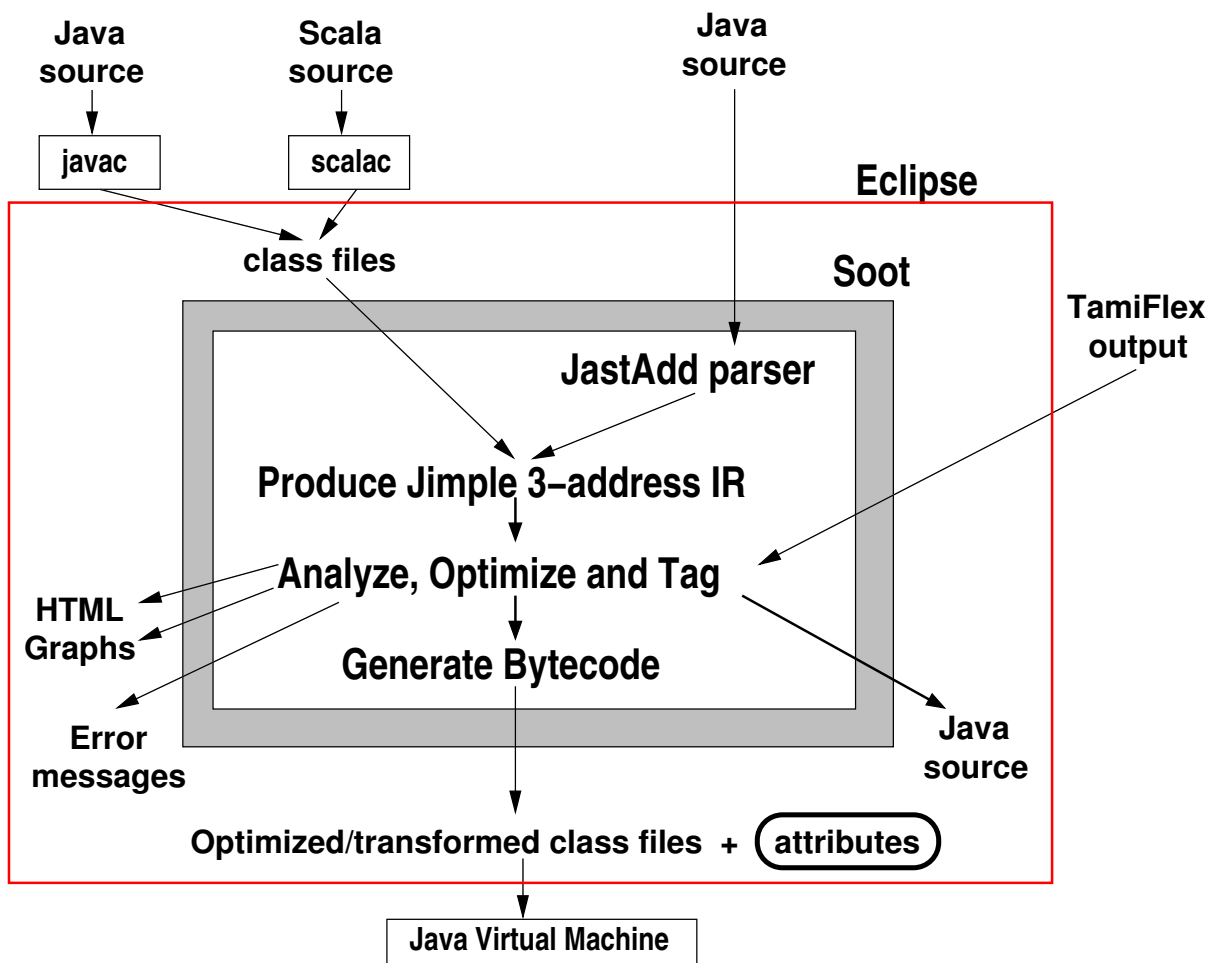 Java
source
Scala
source
Java
source
javac
scalac
Eclipse
class files
Soot
TamiFlex
output
JastAdd parser
Produce Jimple 3−address IR
Analyze, Optimize and Tag
HTML
Graphs
Generate Bytecode
Error
messages
Java
source
Optimized/transformed class files + attributes
Java Virtual Machine